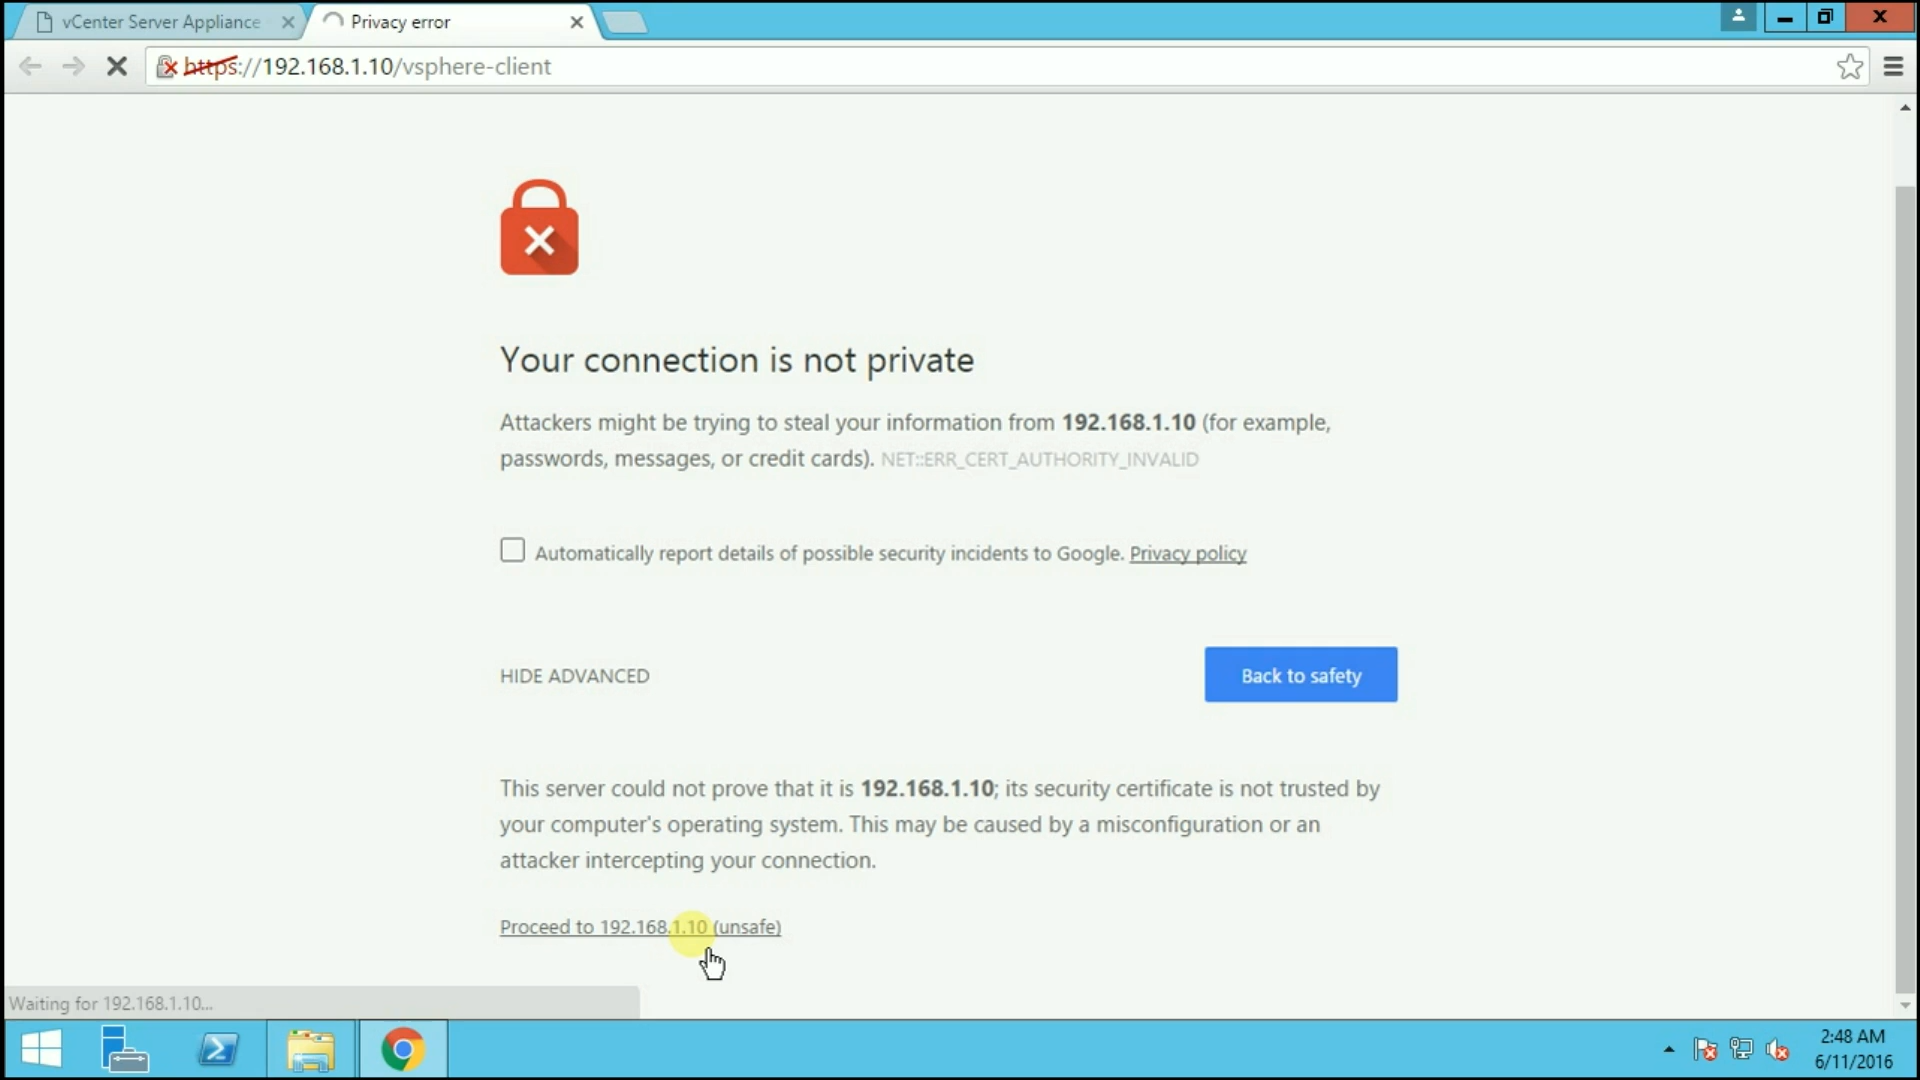 vCenter Server Appliance
Privacy error
https://192.168.1.10/vsphere-client
Your connection is not private
Attackers might be trying to steal your information from 192.168.1.10 (for example,
passwords, messages, or credit cards). NET::ERR_CERT_AUTHORITY_INVALID
Automatically report details of possible security incidents to Google. Privacy policy
HIDE ADVANCED
Back to safety
This server could not prove that it is 192.168.1.10; its security certificate is not trusted by
your computer's operating system. This may be caused by a misconfiguration or an
attacker intercepting your connection.
Proceed to 192.168.1.10 (unsafe)
Waiting for 192.168.1.10...
2:48 AM
6/11/2016